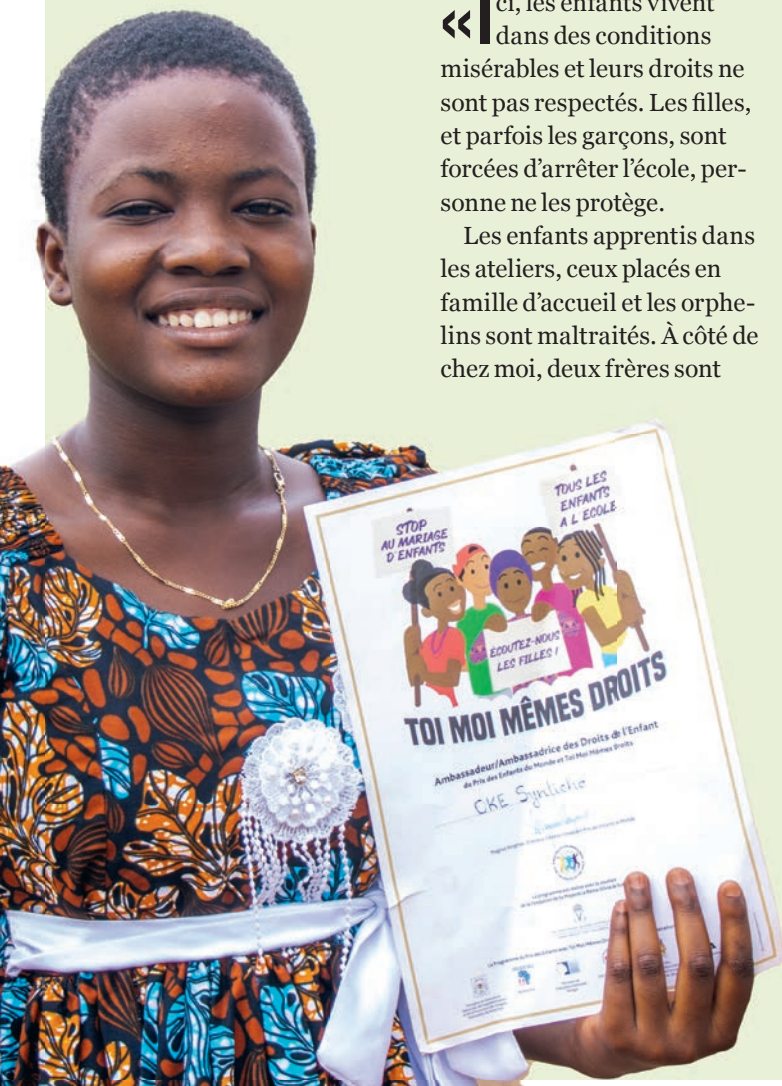 «Ici, les enfants vivent
dans des conditions
misérables et leurs droits ne
sont pas respectés. Les filles,
et parfois les garçons, sont
forcées d’arrêter l’école, per-
sonne ne les protège.
Les enfants apprentis dans
les ateliers, ceux placés en
famille d’accueil et les orphe-
lins sont maltraités. À côté de
chez moi, deux frères sont
STOP
AU MARIAGE
D'ENFANTS
TOUS LES
ENFANTS
A L ECOLE
ÉCOUTEZ-NOUS
LES FILLES !
TOI MOI MÊMES DROITS
Ambassadeur/Ambassadrice des Droits de l'Enfant
de Prix des Enfants du Monde et Toi Moi Mêmes Droits
CKE Syntiche